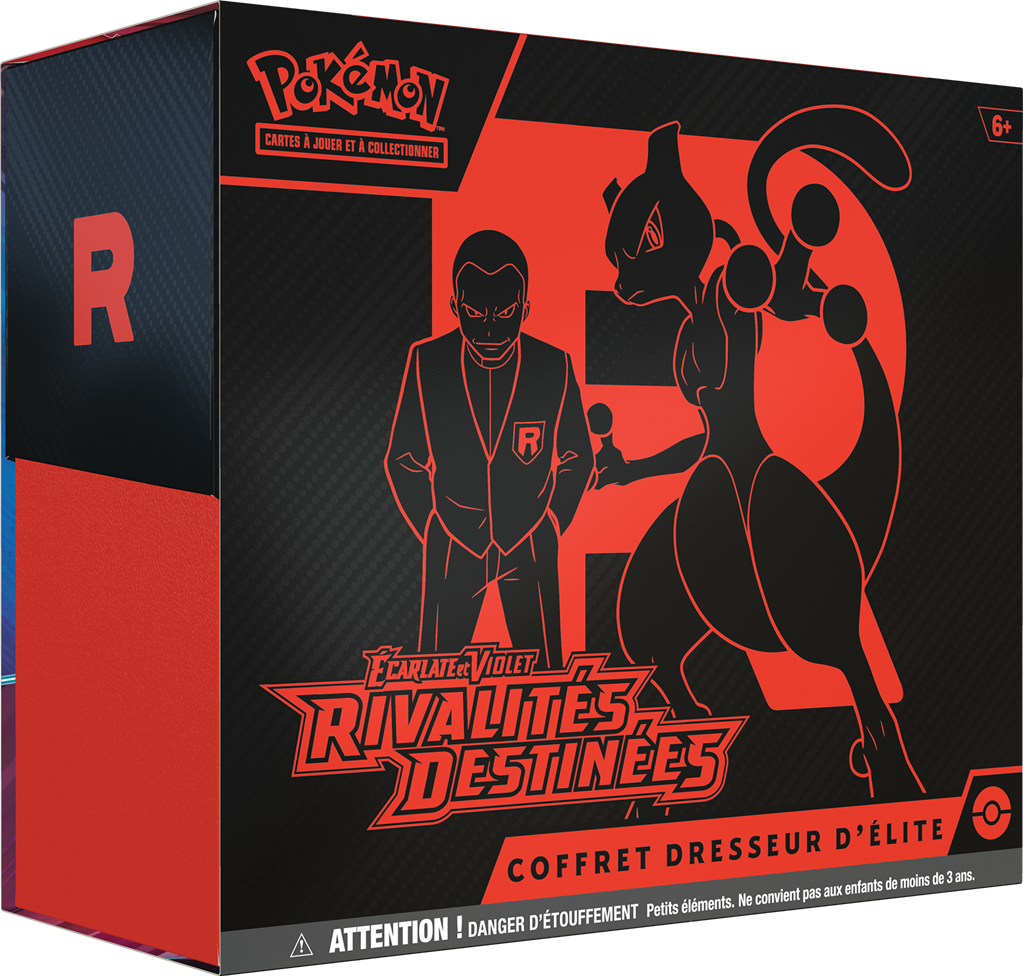 POKéMON™
CARTES À JOUER ET À COLLECTIONNER
6+
R
R
ÉCARLATE et VIOLET
RIVALITÉS
DESTINÉES
COFFRET DRESSEUR D'ÉLITE
ATTENTION ! DANGER D'ÉTOUFFEMENT Petits éléments. Ne convient pas aux enfants de moins de 3 ans.